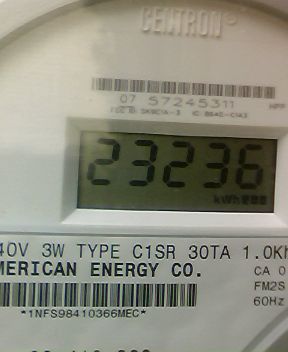 CENTRON®
07 57245311
23236
kWh
40V 3W TYPE C1SR 30TA 1.0Kh
MERICAN ENERGY CO.
CA 0
FM2S
60Hz
*1NFS98410366MEC*